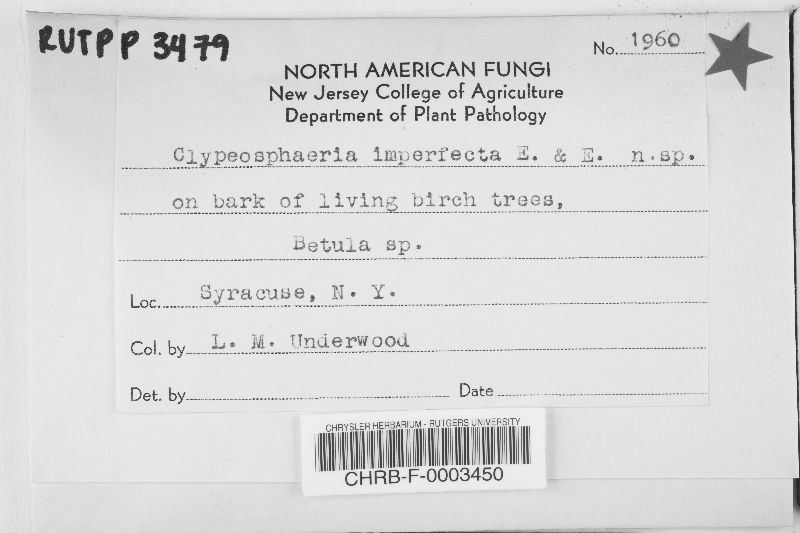 RUTPP 3479
No. 1960
NORTH AMERICAN FUNGI
New Jersey College of Agriculture
Department of Plant Pathology
Clypeosphaeria imperfecta E. & E. n.sp.
on bark of living birch trees,
Betula sp.
Loc. Syracuse, N. Y.
Col. by L. M. Underwood
Det. by Date
CHRYSLER HERBARIUM - RUTGERS UNIVERSITY
CHRB-F-0003450